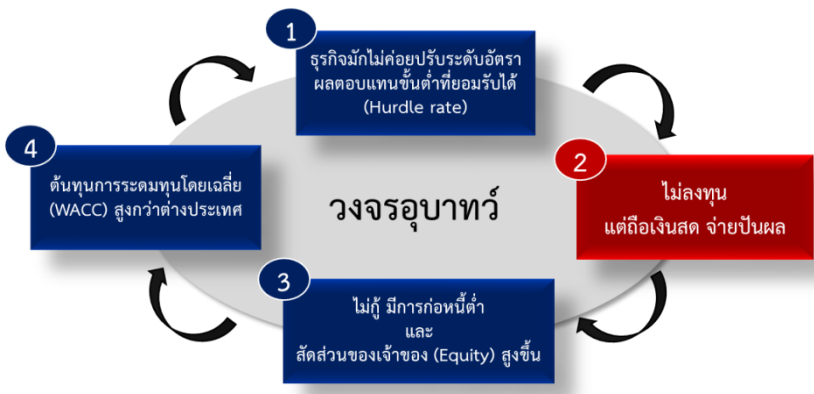 1
ธุรกิจมักไม่ค่อยปรับระดับอัตรา
ผลตอบแทนขั้นต่ำที่ยอมรับได้
(Hurdle rate)
2
ไม่ลงทุน
แต่ถือเงินสด จ่ายปันผล
3
ไม่กู้ มีการก่อหนี้ต่ำ
และ
สัดส่วนของเจ้าของ (Equity) สูงขึ้น
4
ต้นทุนการระดมทุนโดยเฉลี่ย
(WACC) สูงกว่าต่างประเทศ
วงจรอุบาทว์